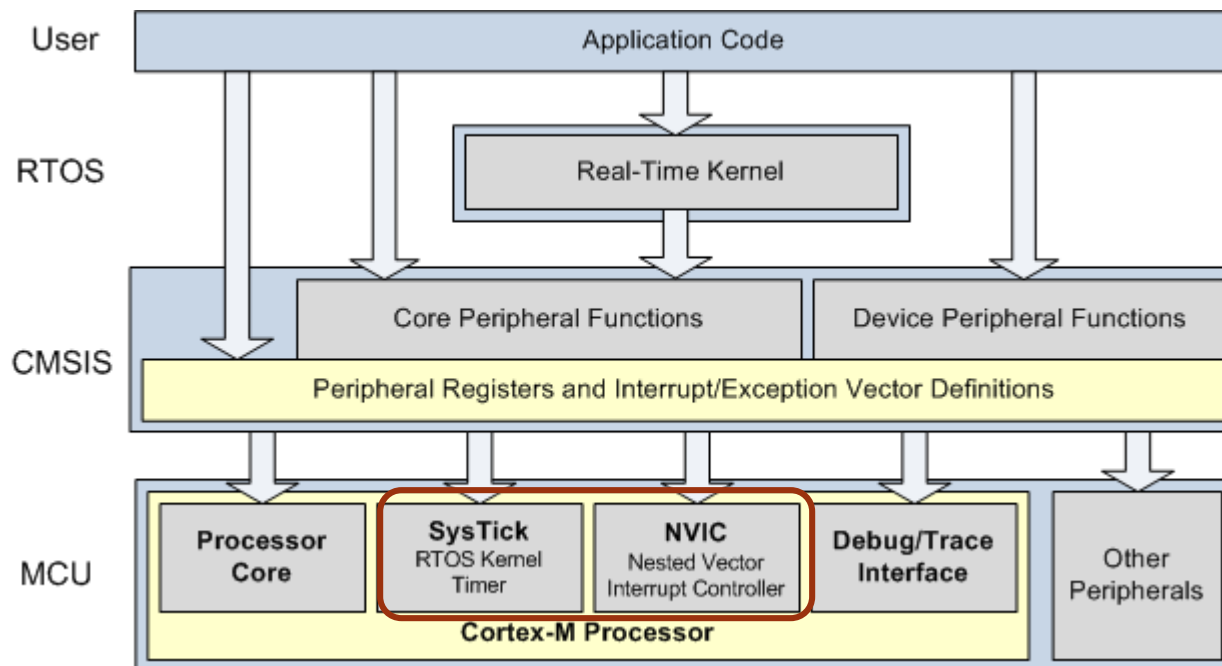 User
Application Code
RTOS
Real-Time Kernel
Core Peripheral Functions
Device Peripheral Functions
CMSIS
Peripheral Registers and Interrupt/Exception Vector Definitions
MCU
Processor
Core
SysTick
RTOS Kernel
Timer
NVIC
Nested Vector
Interrupt Controller
Debug/Trace
Interface
Other
Peripherals
Cortex-M Processor